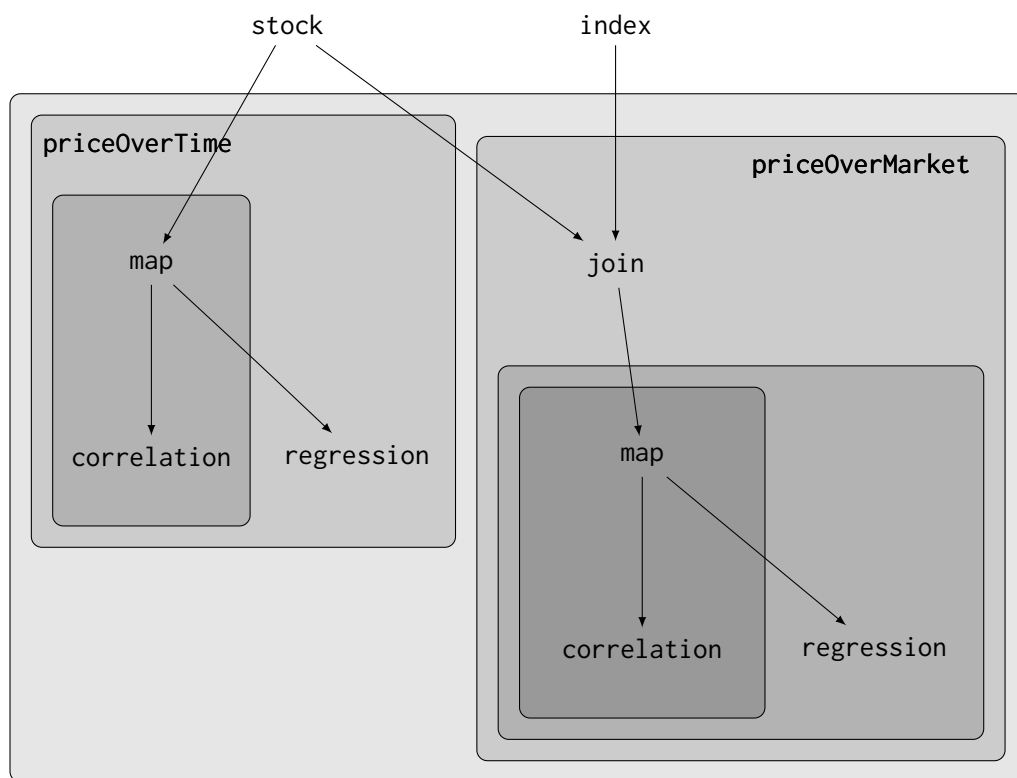 stock
index
priceOverTime
priceOverMarket
map
join
correlation
regression
map
correlation
regression